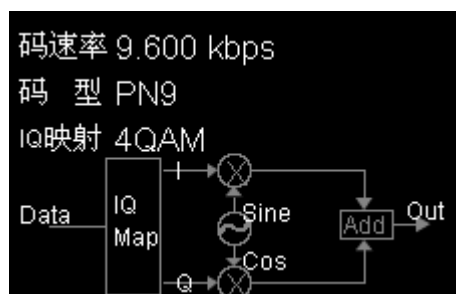 码速率 9.600 kbps
码 型 PN9
IQ映射 4QAM
I
Data
IQ
Map
Sine
Add
Out
Cos
Q